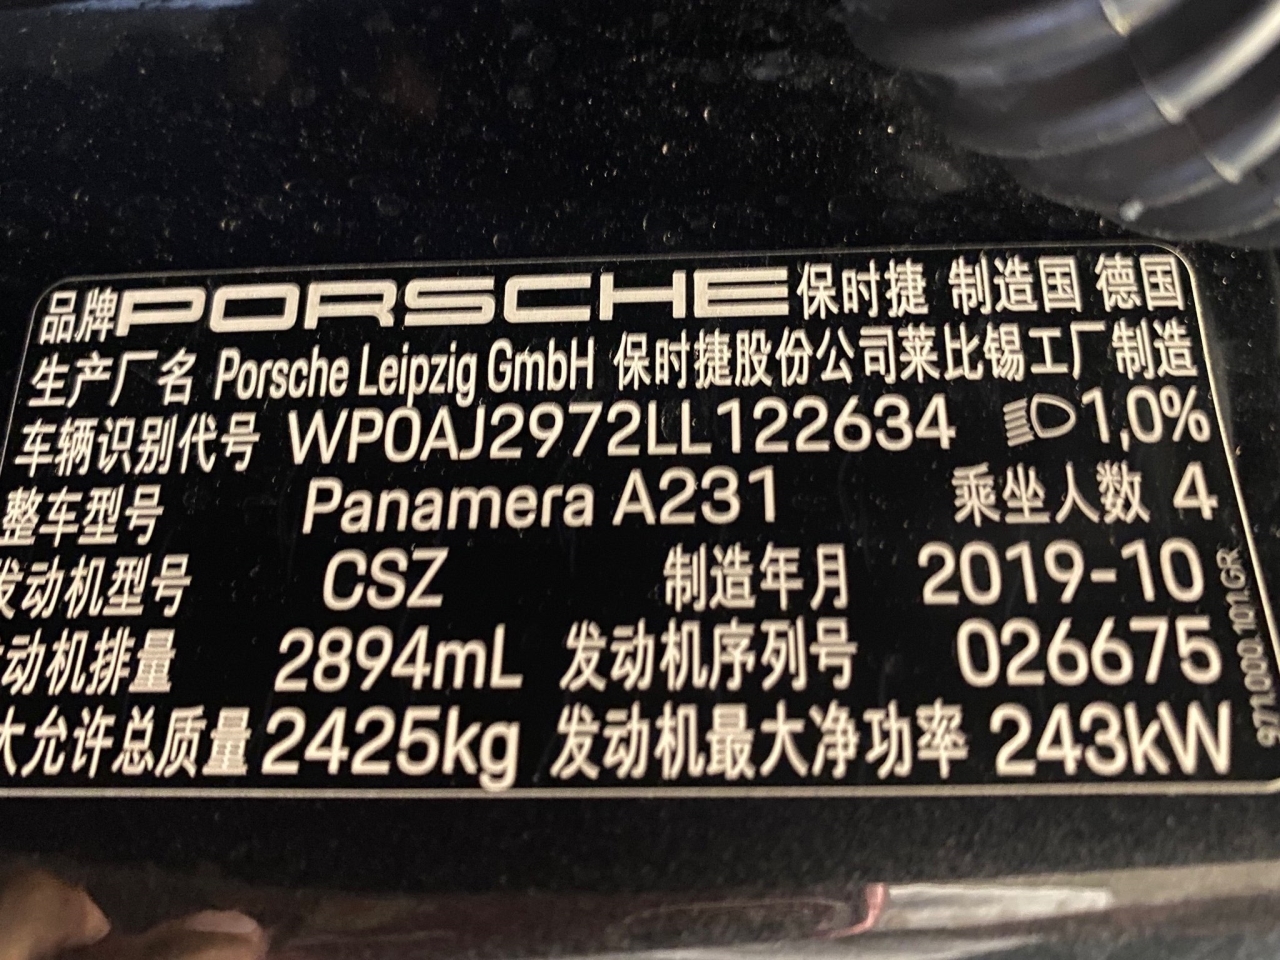 品牌PORSCHE保时捷 制造国 德国
生产厂名 Porsche Leipzig GmbH 保时捷股份公司莱比锡工厂制造
车辆识别代号 WP0AJ2972LL122634 1,0%
整车型号 Panamera A231 乘坐人数 4
发动机型号 CSZ 制造年月 2019-10
发动机排量 2894mL 发动机序列号 026675
大允许总质量 2425kg 发动机最大净功率 243kW
971.000.101.GR